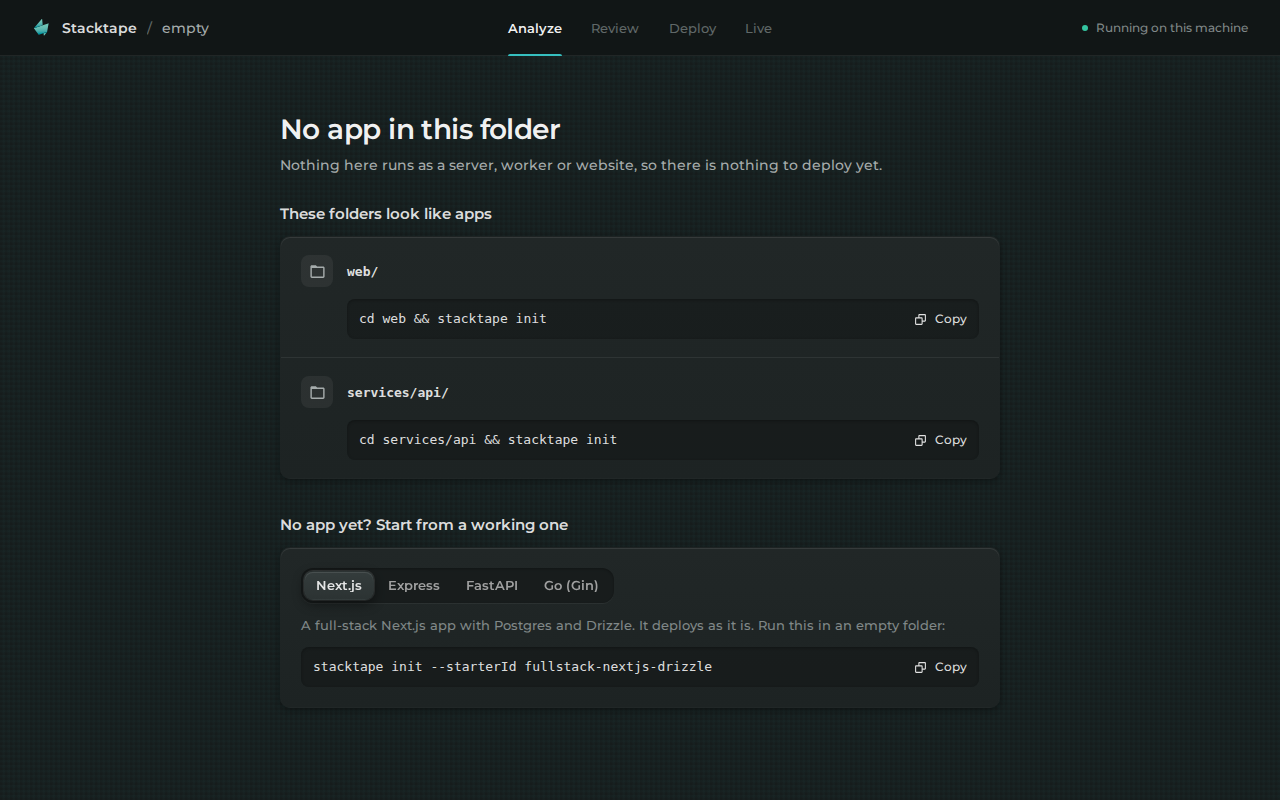 Stacktape / empty
Analyze Review Deploy Live
Running on this machine
No app in this folder
Nothing here runs as a server, worker or website, so there is nothing to deploy yet.
These folders look like apps
web/
cd web && stacktape init
Copy
services/api/
cd services/api && stacktape init
Copy
No app yet? Start from a working one
Next.js Express FastAPI Go (Gin)
A full-stack Next.js app with Postgres and Drizzle. It deploys as it is. Run this in an empty folder:
stacktape init --starterId fullstack-nextjs-drizzle
Copy